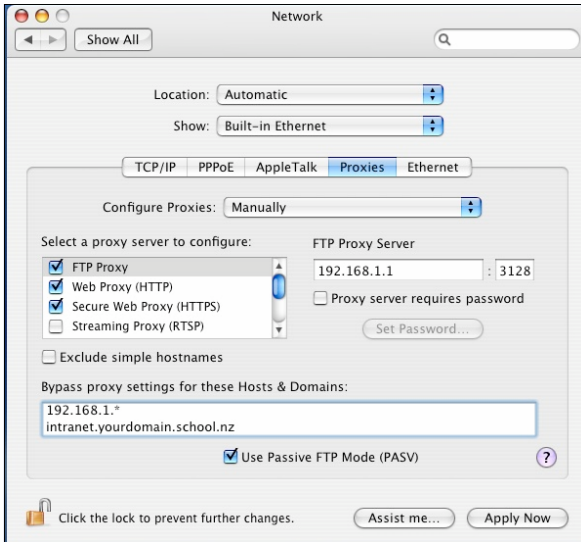 Network
Show All
Location: Automatic
Show: Built-in Ethernet
TCP/IP PPPoE AppleTalk Proxies Ethernet
Configure Proxies: Manually
Select a proxy server to configure:
FTP Proxy
Web Proxy (HTTP)
Secure Web Proxy (HTTPS)
Streaming Proxy (RTSP)
FTP Proxy Server
192.168.1.1 : 3128
Proxy server requires password
Set Password...
Exclude simple hostnames
Bypass proxy settings for these Hosts & Domains:
192.168.1.*
intranet.yourdomain.school.nz
Use Passive FTP Mode (PASV) ?
Click the lock to prevent further changes. Assist me... Apply Now